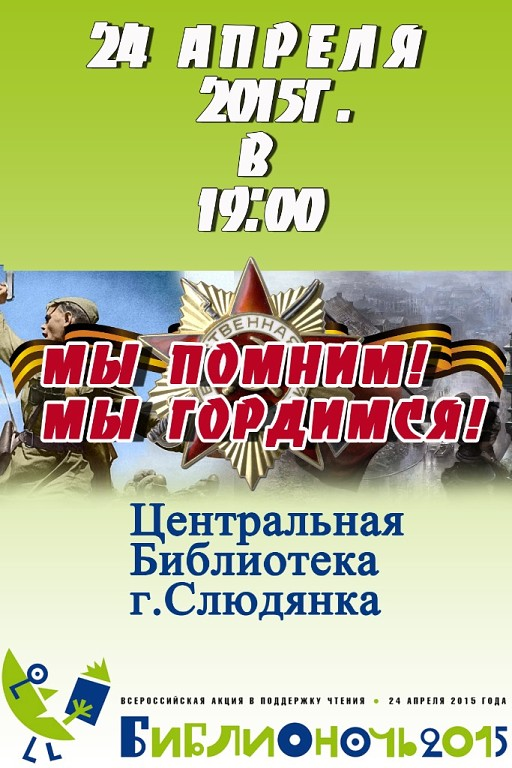 24 АПРЕЛЯ
2015Г.
В
19:00
СТВЕННАЯ
МЫ ПОМНИМ!
МЫ ГОРДИМСЯ!
Центральная
Библиотека
г.Слюдянка
ВСЕРОССИЙСКАЯ АКЦИЯ В ПОДДЕРЖКУ ЧТЕНИЯ • 24 АПРЕЛЯ 2015 ГОДА
БИБЛИОНОЧЬ2015